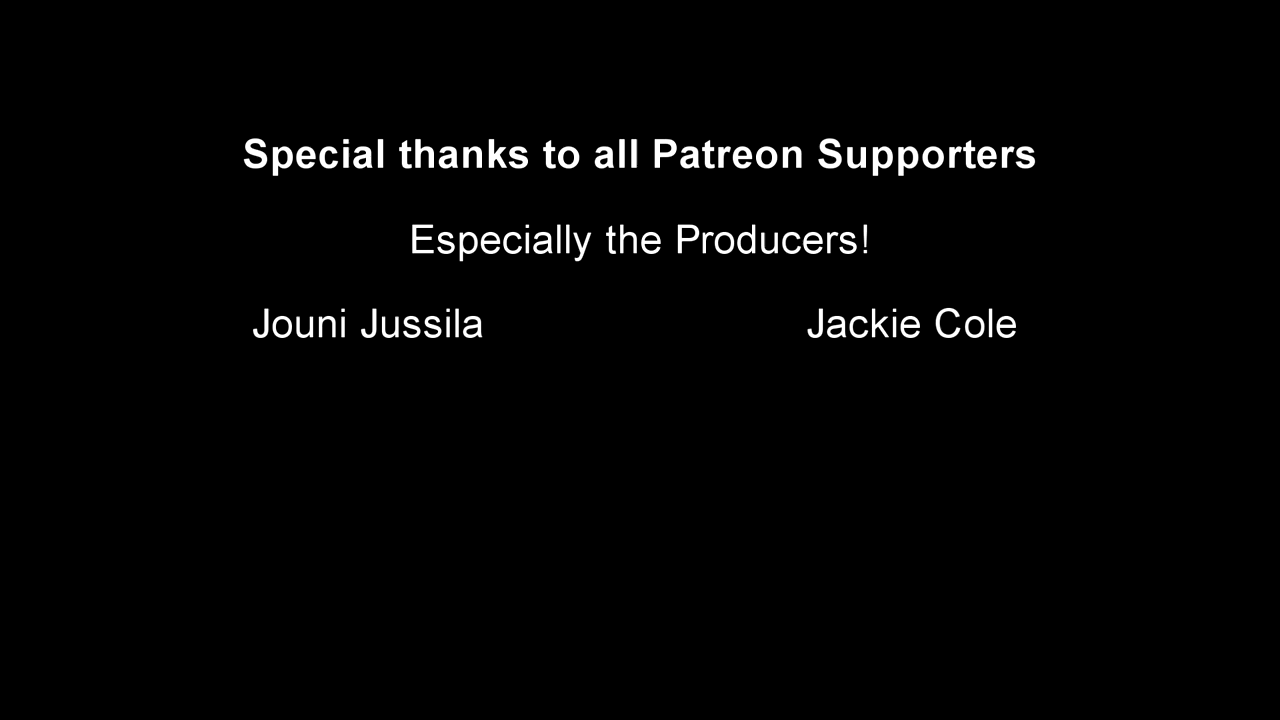 Special thanks to all Patreon Supporters
Especially the Producers!
Jouni Jussila Jackie Cole